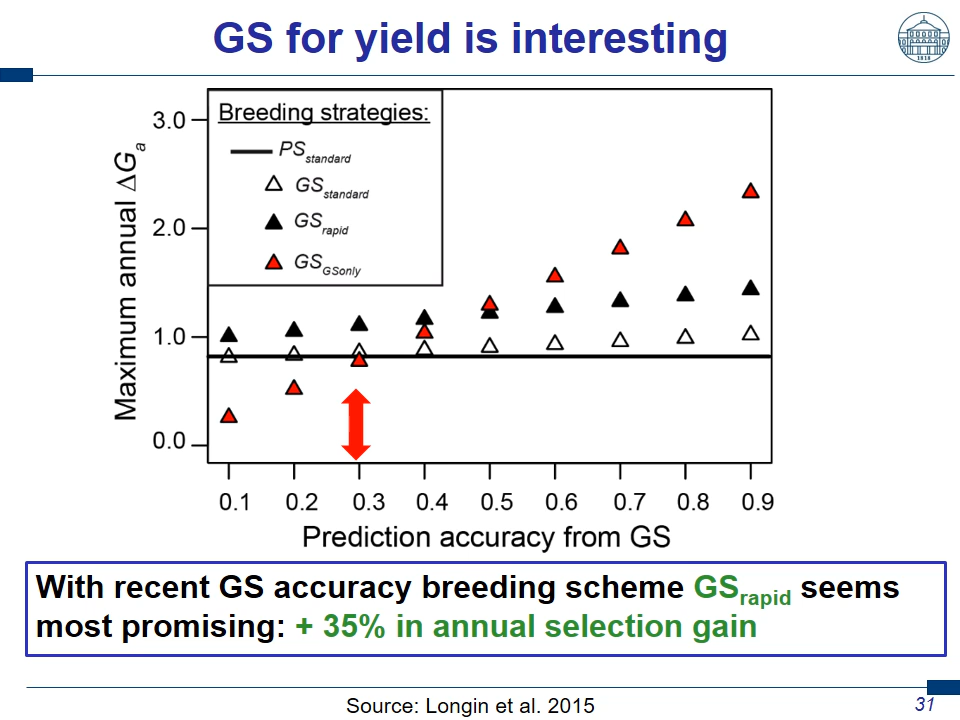 GS for yield is interesting
1818
Breeding strategies:
PSstandard
GSstandard
GSrapid
GSGSonly
Maximum annual ΔGa
3.0
2.0
1.0
0.0
0.1 0.2 0.3 0.4 0.5 0.6 0.7 0.8 0.9
Prediction accuracy from GS
With recent GS accuracy breeding scheme GSrapid seems
most promising: + 35% in annual selection gain
Source: Longin et al. 2015
31